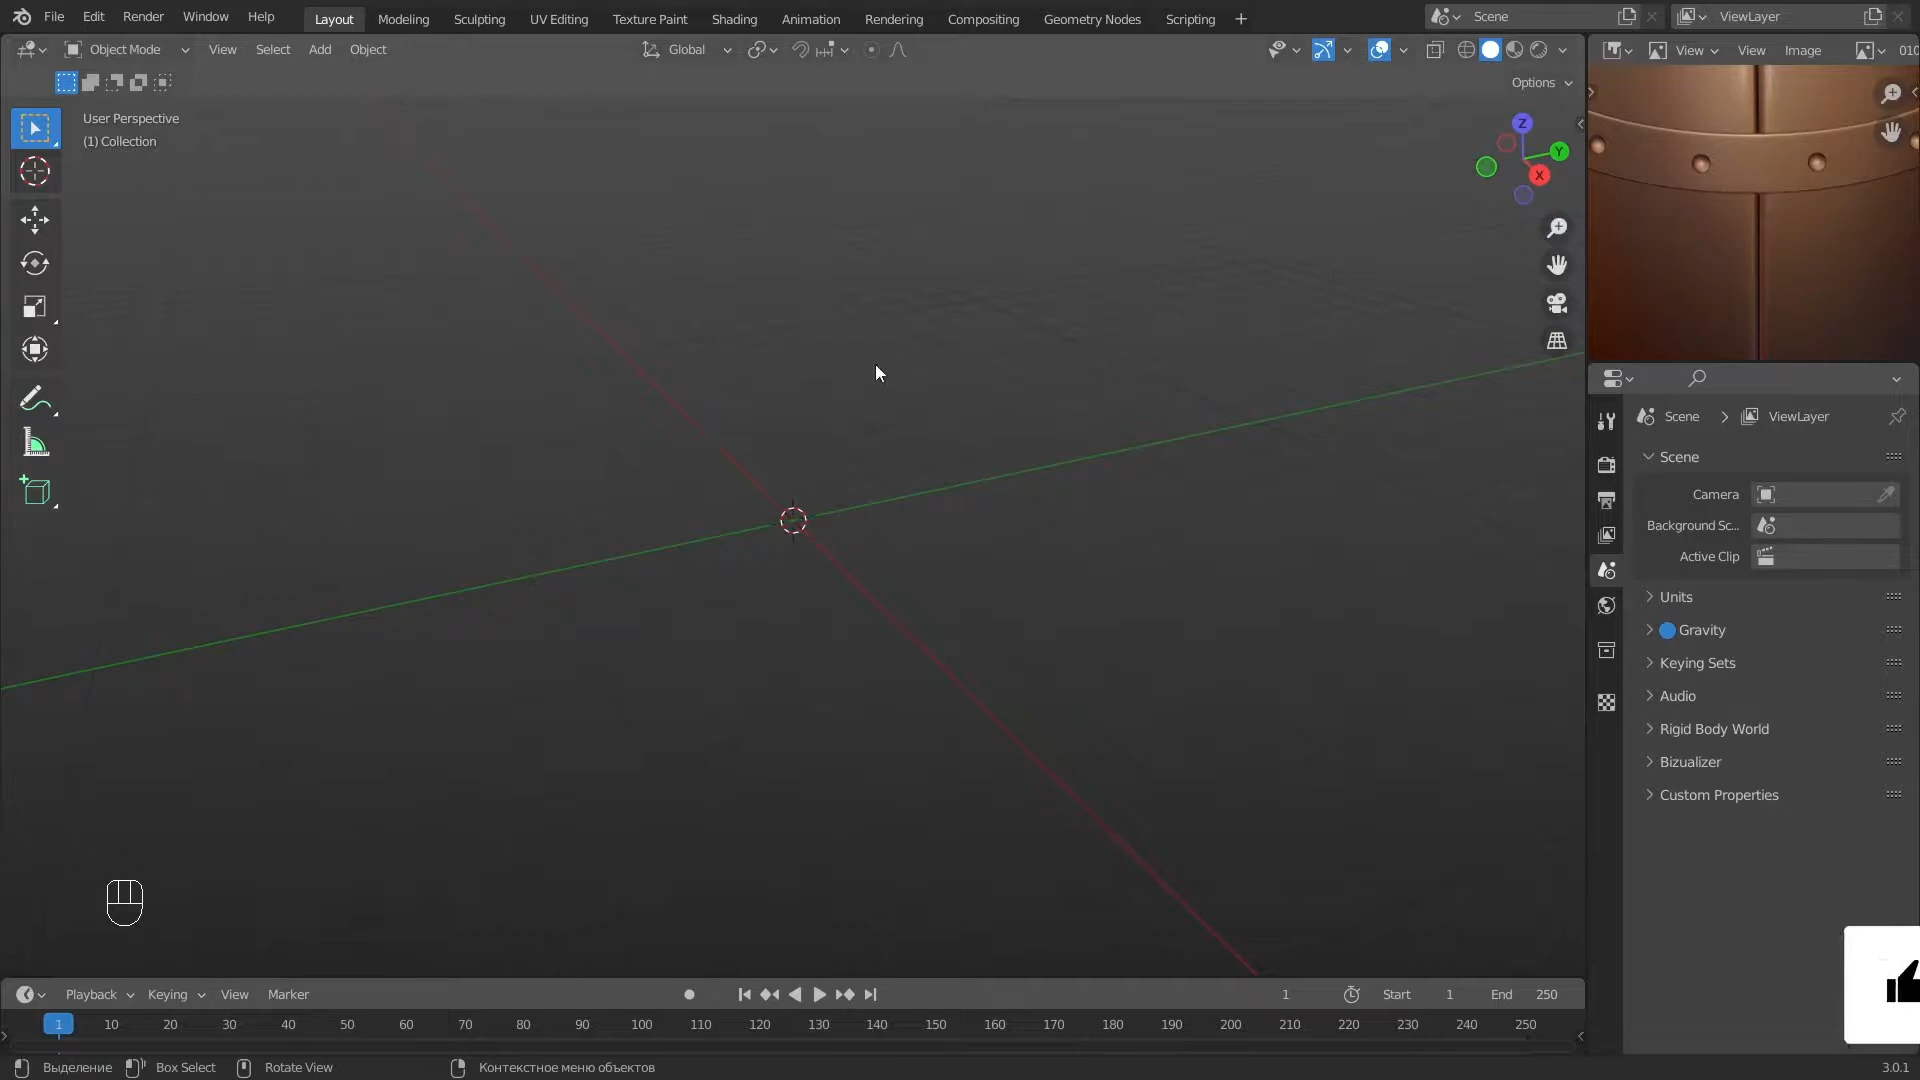 File Edit Render Window Help Layout Modeling Sculpting UV Editing Texture Paint Shading Animation Rendering Compositing Geometry Nodes Scripting + Scene ViewLayer
Object Mode View Select Add Object Global View View Image 010
Options
User Perspective
(1) Collection
Z
Y
X
Scene > ViewLayer
Scene
Camera
Background Sc...
Active Clip
Units
Gravity
Keying Sets
Audio
Rigid Body World
Bizualizer
Custom Properties
Playback Keying View Marker 1 Start 1 End 250
1 10 20 30 40 50 60 70 80 90 100 110 120 130 140 150 160 170 180 190 200 210 220 230 240 250
Выделение Box Select Rotate View Контекстное меню объектов 3.0.1